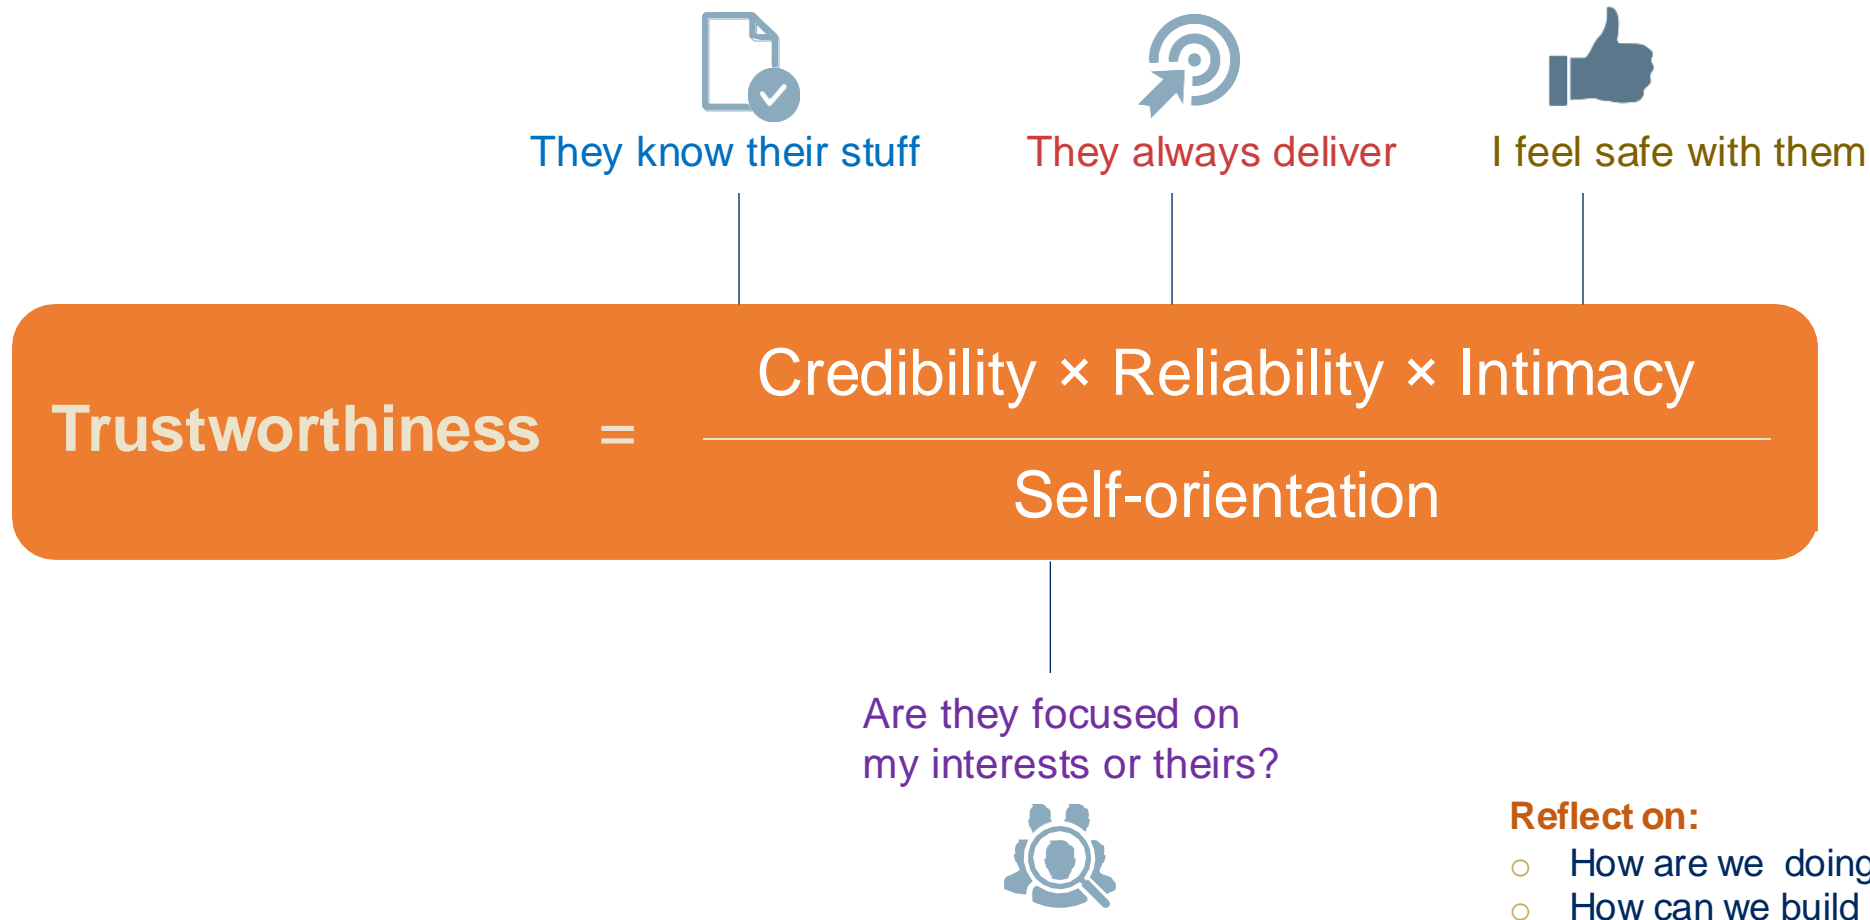 They know their stuff
They always deliver
I feel safe with them
Credibility × Reliability × Intimacy
Trustworthiness =
Self-orientation
Are they focused on
my interests or theirs?
Reflect on:
○ How are we doing
○ How can we build